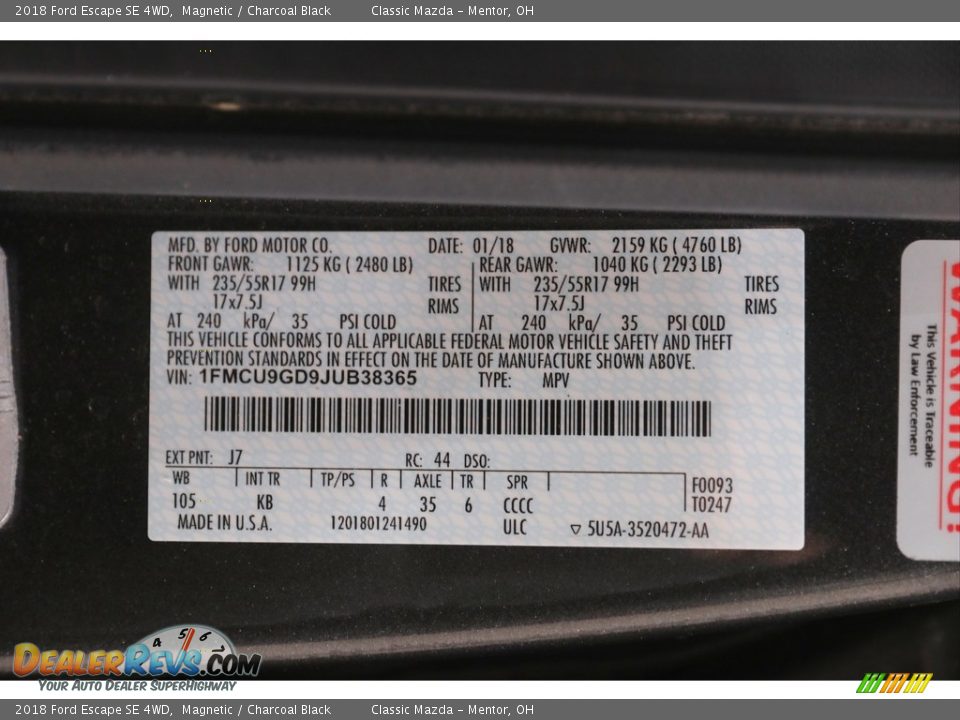 2018 Ford Escape SE 4WD, Magnetic / Charcoal Black Classic Mazda – Mentor, OH
MFD. BY FORD MOTOR CO. DATE: 01/18 GVWR: 2159 KG ( 4760 LB)
FRONT GAWR: 1125 KG ( 2480 LB) REAR GAWR: 1040 KG ( 2293 LB)
WITH 235/55R17 99H TIRES WITH 235/55R17 99H TIRES
17x7.5J RIMS 17x7.5J RIMS
AT 240 kPa/ 35 PSI COLD AT 240 kPa/ 35 PSI COLD
THIS VEHICLE CONFORMS TO ALL APPLICABLE FEDERAL MOTOR VEHICLE SAFETY AND THEFT
PREVENTION STANDARDS IN EFFECT ON THE DATE OF MANUFACTURE SHOWN ABOVE.
VIN: 1FMCU9GD9JUB38365 TYPE: MPV
EXT PNT: J7 RC: 44 DSO:
WB INT TR TP/PS R AXLE TR SPR F0093
105 KB 4 35 6 CCCC T0247
MADE IN U.S.A. 1201801241490 ULC ▽ 5U5A-3520472-AA
WARNING!
This Vehicle is Traceable
by Law Enforcement
4 5 6
DealerRevs.com
Your Auto Dealer SuperHighway
2018 Ford Escape SE 4WD, Magnetic / Charcoal Black Classic Mazda – Mentor, OH